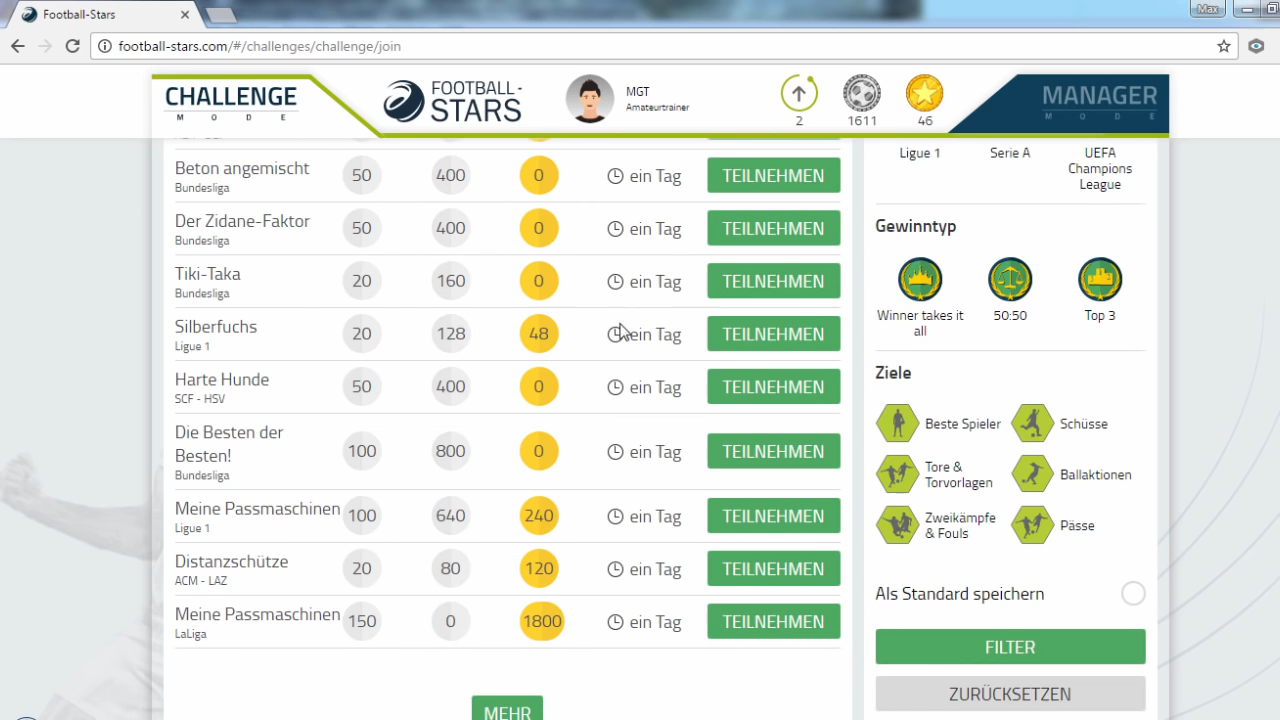 Football-Stars
Max
football-stars.com/#/challenges/challenge/join
CHALLENGE
MODE
FOOTBALL-
STARS
MGT
Amateurtrainer
2
1611
46
MANAGER
MODE
Beton angemischt
Bundesliga
50
400
0
ein Tag
TEILNEHMEN
Der Zidane-Faktor
Bundesliga
50
400
0
ein Tag
TEILNEHMEN
Tiki-Taka
Bundesliga
20
160
0
ein Tag
TEILNEHMEN
Silberfuchs
Ligue 1
20
128
48
ein Tag
TEILNEHMEN
Harte Hunde
SCF - HSV
50
400
0
ein Tag
TEILNEHMEN
Die Besten der
Besten!
Bundesliga
100
800
0
ein Tag
TEILNEHMEN
Meine Passmaschinen
Ligue 1
100
640
240
ein Tag
TEILNEHMEN
Distanzschütze
ACM - LAZ
20
80
120
ein Tag
TEILNEHMEN
Meine Passmaschinen
LaLiga
150
0
1800
ein Tag
TEILNEHMEN
MEHR
Ligue 1
Serie A
UEFA
Champions
League
Gewinntyp
Winner takes it
all
50:50
Top 3
Ziele
Beste Spieler
Schüsse
Tore &
Torvorlagen
Ballaktionen
Zweikämpfe
& Fouls
Pässe
Als Standard speichern
FILTER
ZURÜCKSETZEN